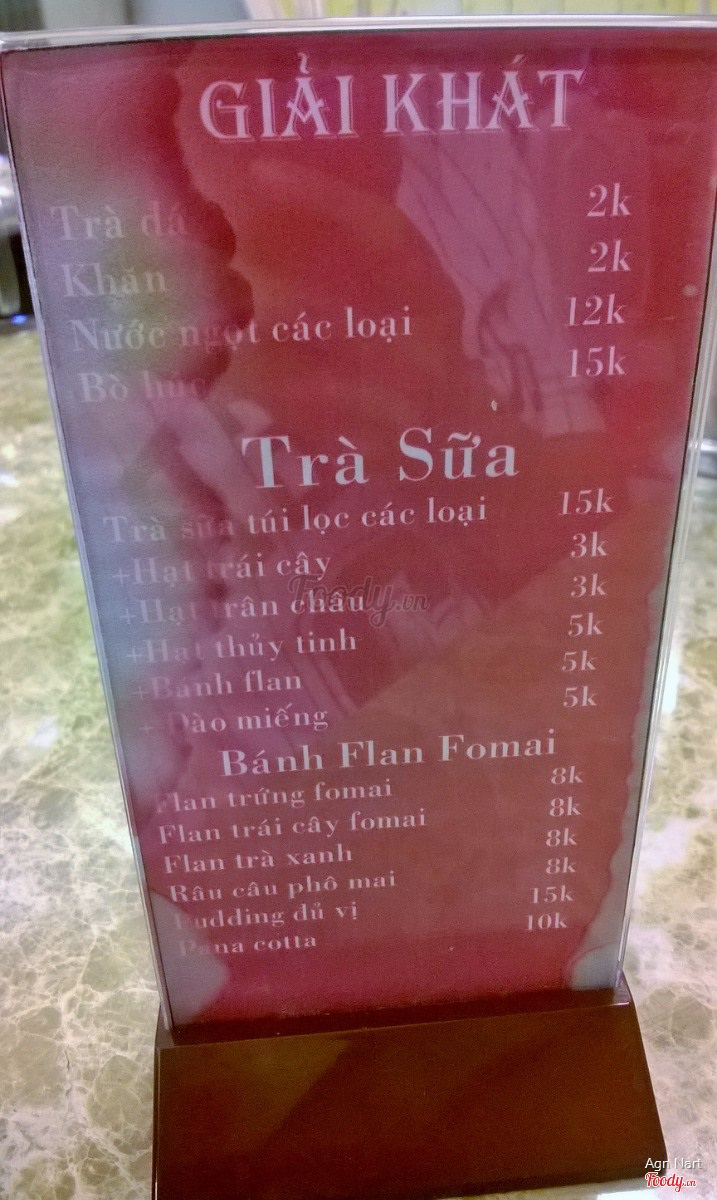 GIẢI KHÁT
Trà đá 2k
Khăn 2k
Nước ngọt các loại 12k
Bò húc 15k
Trà Sữa
Trà sữa túi lọc các loại 15k
+Hạt trái cây 3k
+Hạt trân châu 3k
+Hạt thủy tinh 5k
+Bánh flan 5k
+ Đào miếng 5k
Bánh Flan Fomai
Flan trứng fomai 8k
Flan trái cây fomai 8k
Flan trà xanh 8k
Râu câu phô mai 8k
Pudding đủ vị 15k
Pana cotta 10k
Foody.vn
Agn Nart
Foody.vn